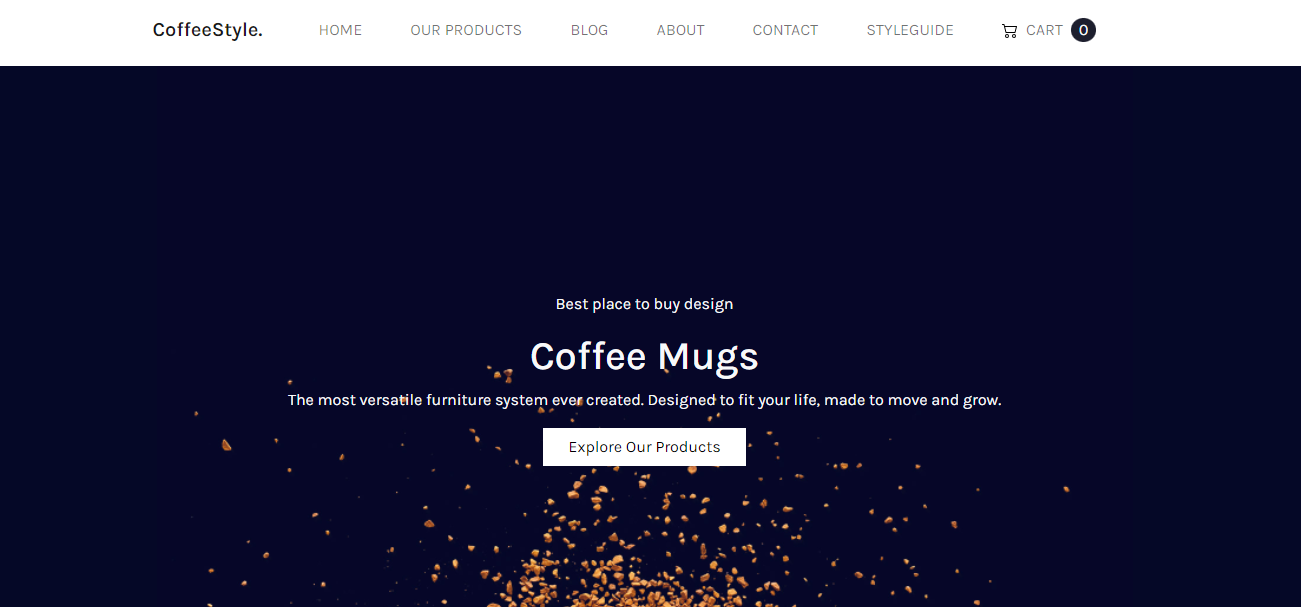 CoffeeStyle. HOME OUR PRODUCTS BLOG ABOUT CONTACT STYLEGUIDE CART 0
Best place to buy design
Coffee Mugs
The most versatile furniture system ever created. Designed to fit your life, made to move and grow.
Explore Our Products